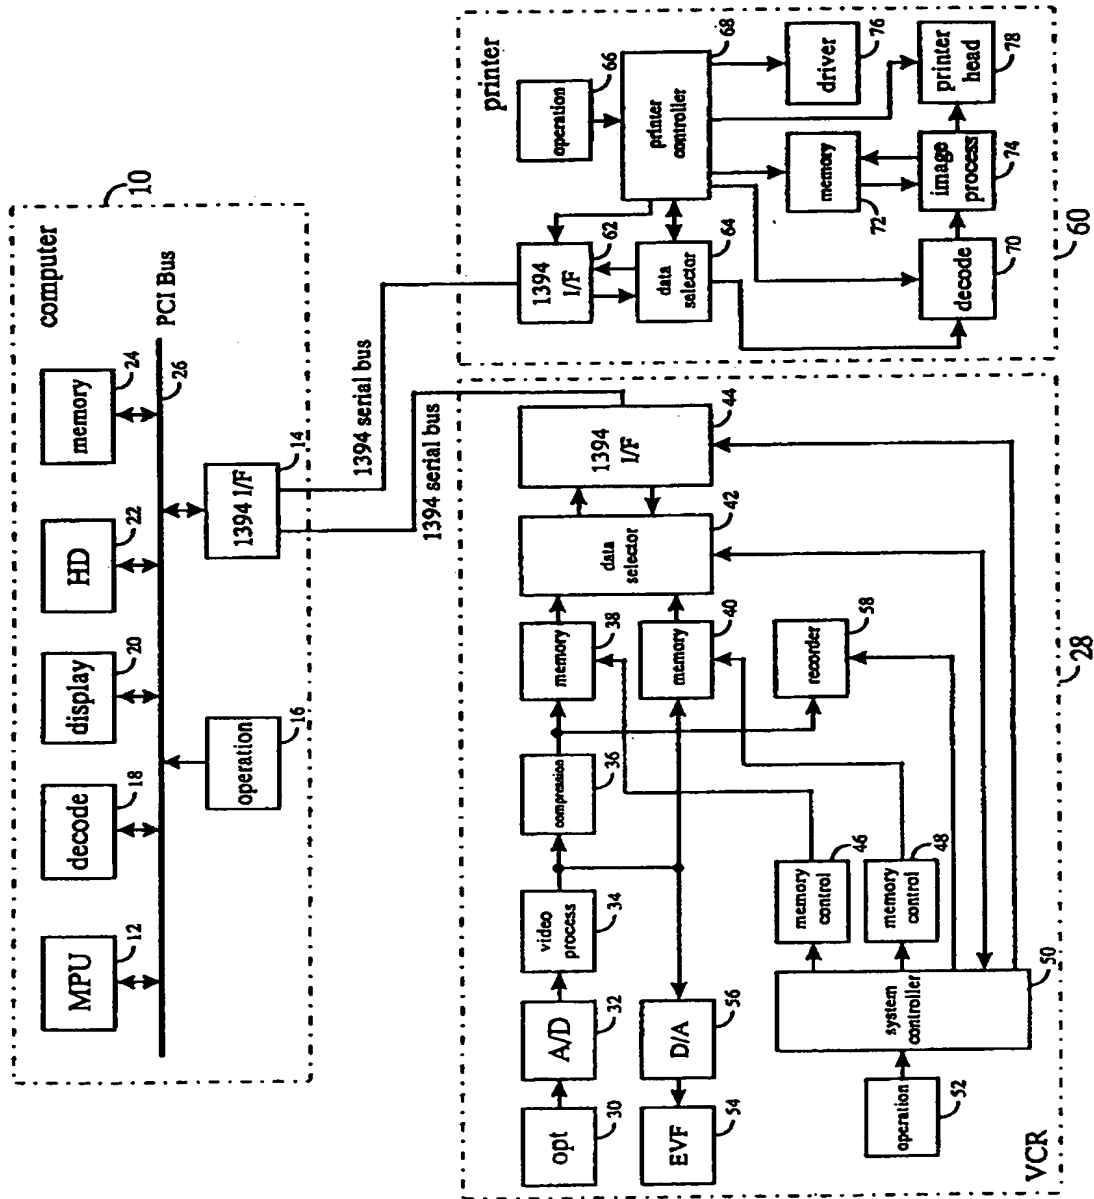 computer
10
MPU
12
decode
18
display
20
HD
22
memory
24
PCI Bus
26
operation
16
1394 I/F
14
1394 serial bus
1394 serial bus
VCR
28
opt
30
A/D
32
video
process
34
compression
36
memory
38
memory
40
data
selector
42
1394
I/F
44
EVF
54
D/A
56
recorder
58
memory
control
46
memory
control
48
operation
52
system
controller
50
printer
60
1394
I/F
62
data
selector
64
operation
66
printer
controller
68
decode
70
memory
72
image
process
74
driver
76
printer
head
78